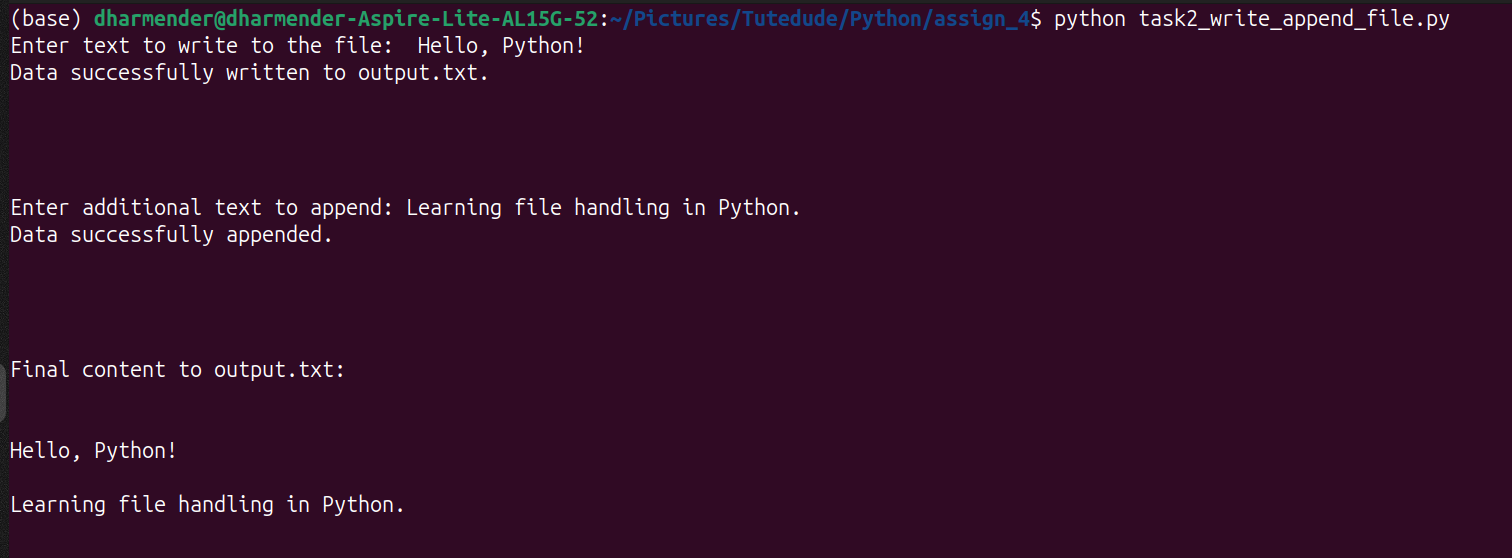 (base) dharmender@dharmender-Aspire-Lite-AL15G-52:~/Pictures/Tutedude/Python/assign_4$ python task2_write_append_file.py
Enter text to write to the file:  Hello, Python!
Data successfully written to output.txt.
Enter additional text to append: Learning file handling in Python.
Data successfully appended.
Final content to output.txt:
Hello, Python!
Learning file handling in Python.